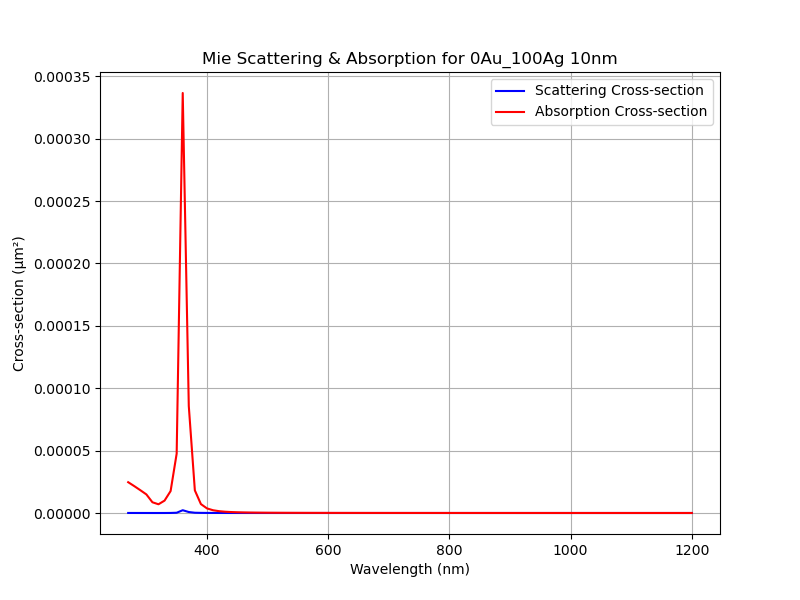 Mie Scattering & Absorption for 0Au_100Ag 10nm
0.00035
0.00030
0.00025
0.00020
0.00015
0.00010
0.00005
0.00000
Cross-section (μm²)
Scattering Cross-section
Absorption Cross-section
400
600
800
1000
1200
Wavelength (nm)